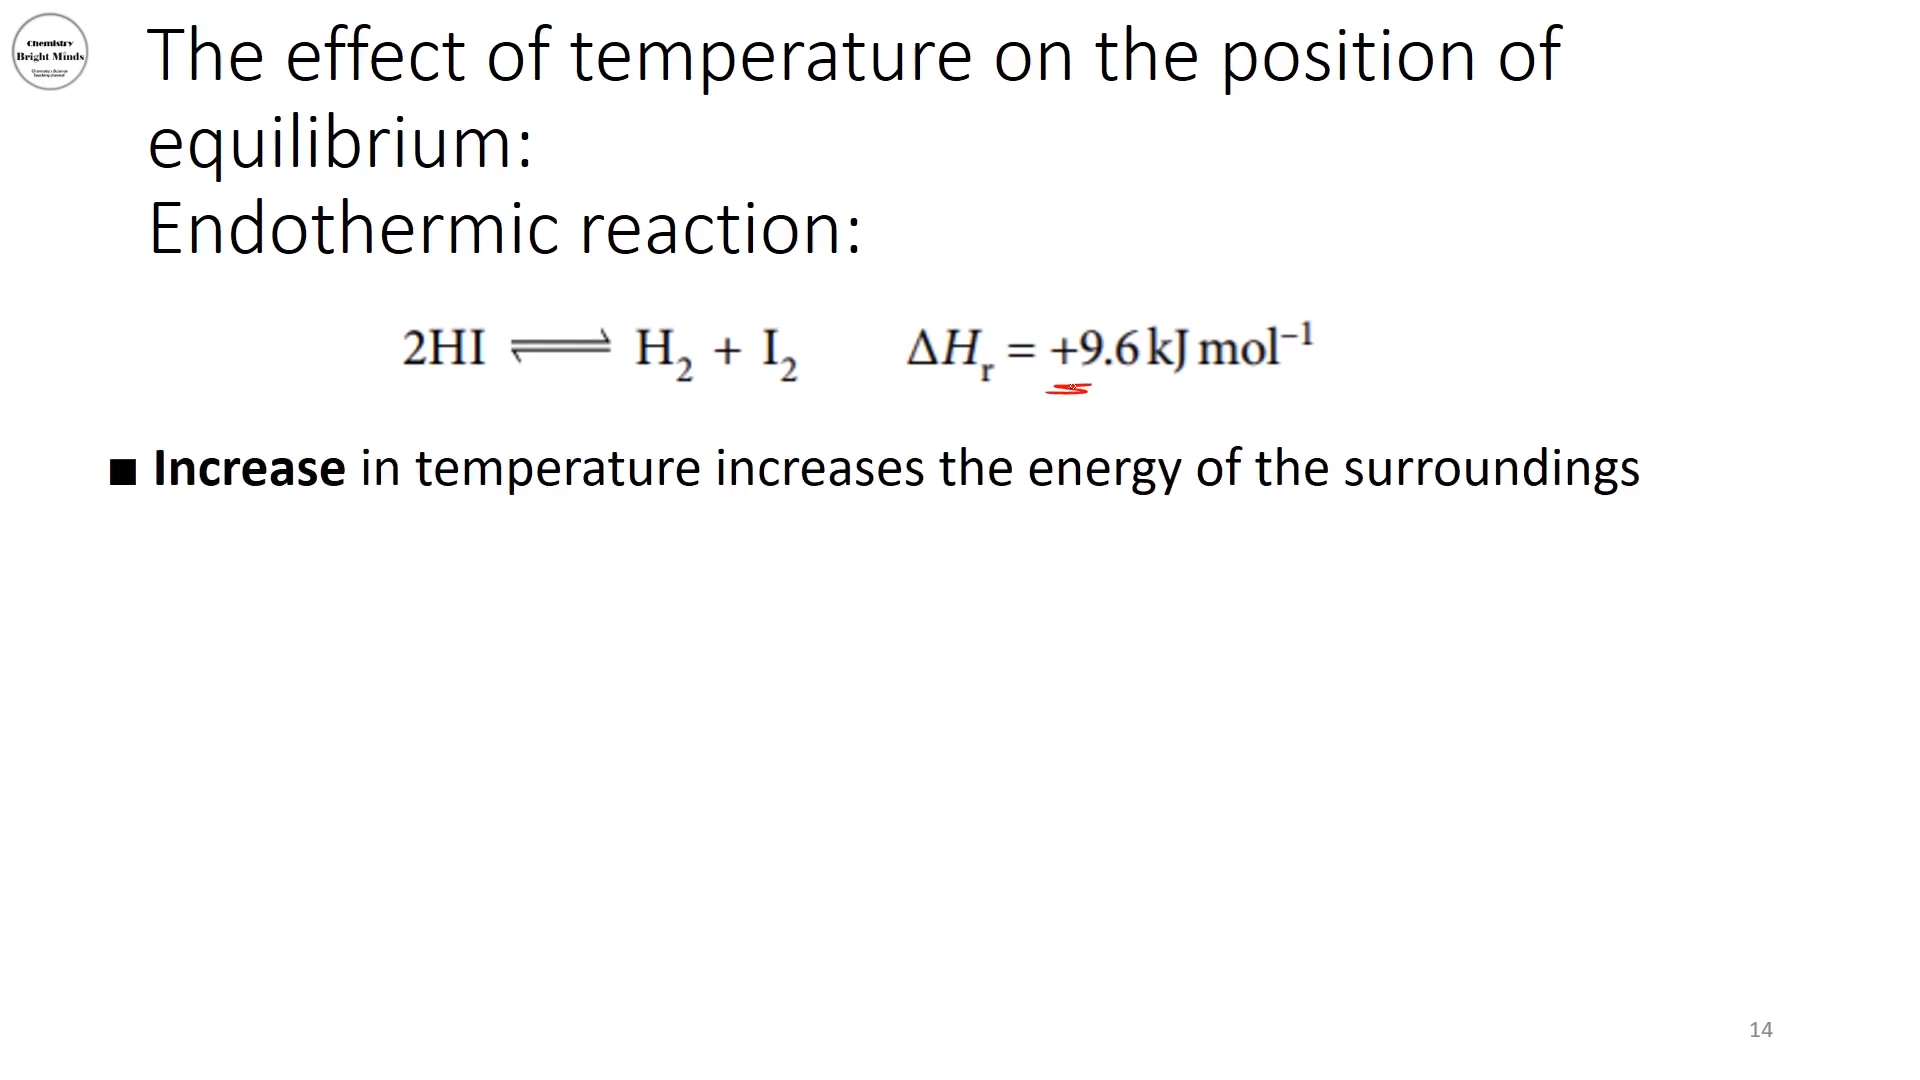 Chemistry
Bright Minds
The effect of temperature on the position of
equilibrium:
Endothermic reaction:
2HI ⇌ H₂ + I₂ ΔHᵣ = +9.6 kJ mol⁻¹
■ Increase in temperature increases the energy of the surroundings
14